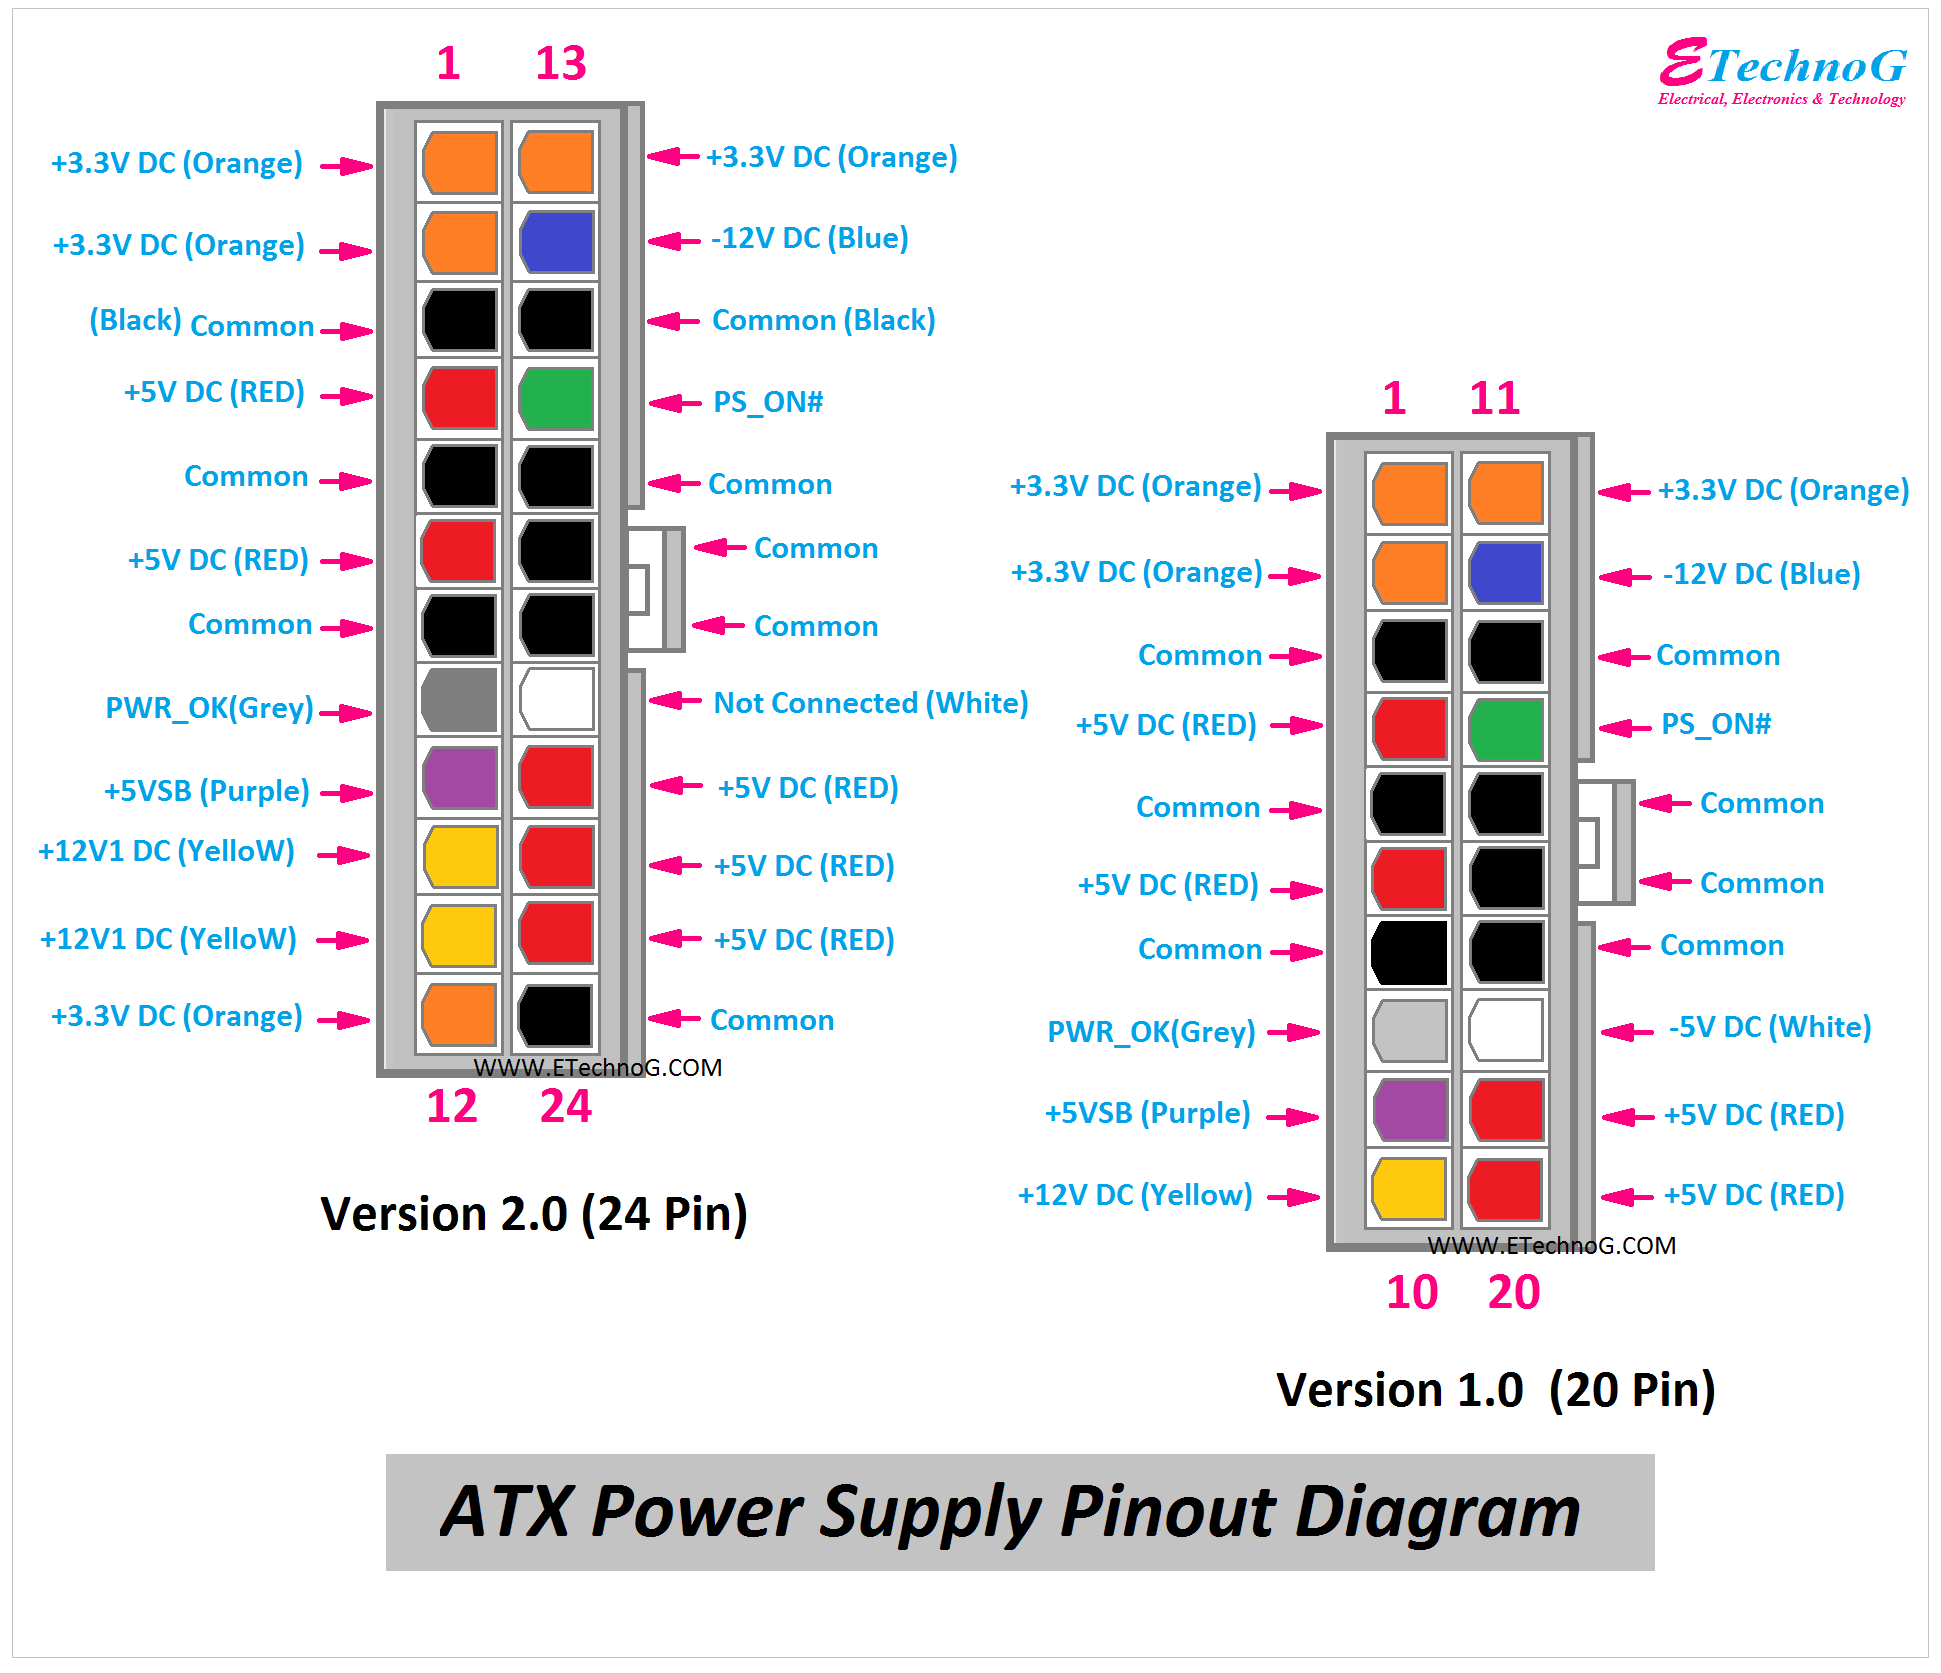 ETechnoG
Electrical, Electronics & Technology
1 13
+3.3V DC (Orange)
+3.3V DC (Orange)
(Black) Common
+5V DC (RED)
Common
+5V DC (RED)
Common
PWR_OK(Grey)
+5VSB (Purple)
+12V1 DC (YelloW)
+12V1 DC (YelloW)
+3.3V DC (Orange)
+3.3V DC (Orange)
-12V DC (Blue)
Common (Black)
PS_ON#
Common
Common
Common
Not Connected (White)
+5V DC (RED)
+5V DC (RED)
+5V DC (RED)
Common
WWW.ETechnoG.COM
12 24
Version 2.0 (24 Pin)
1 11
+3.3V DC (Orange)
+3.3V DC (Orange)
Common
+5V DC (RED)
Common
+5V DC (RED)
Common
PWR_OK(Grey)
+5VSB (Purple)
+12V DC (Yellow)
+3.3V DC (Orange)
-12V DC (Blue)
Common
PS_ON#
Common
Common
Common
-5V DC (White)
+5V DC (RED)
+5V DC (RED)
WWW.ETechnoG.COM
10 20
Version 1.0 (20 Pin)
ATX Power Supply Pinout Diagram